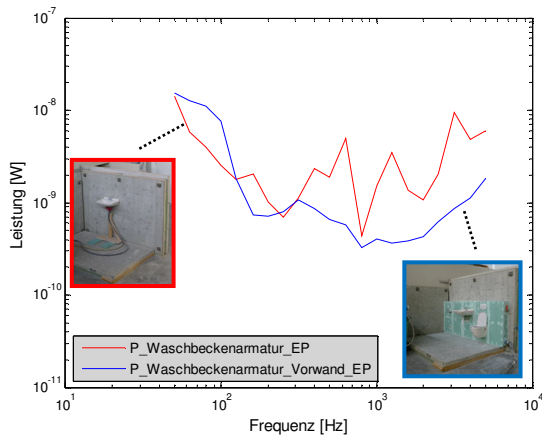 10^-7
10^-8
10^-9
10^-10
10^-11
Leistung [W]
P_Waschbeckenarmatur_EP
P_Waschbeckenarmatur_Vorwand_EP
10^1
10^2
10^3
10^4
Frequenz [Hz]